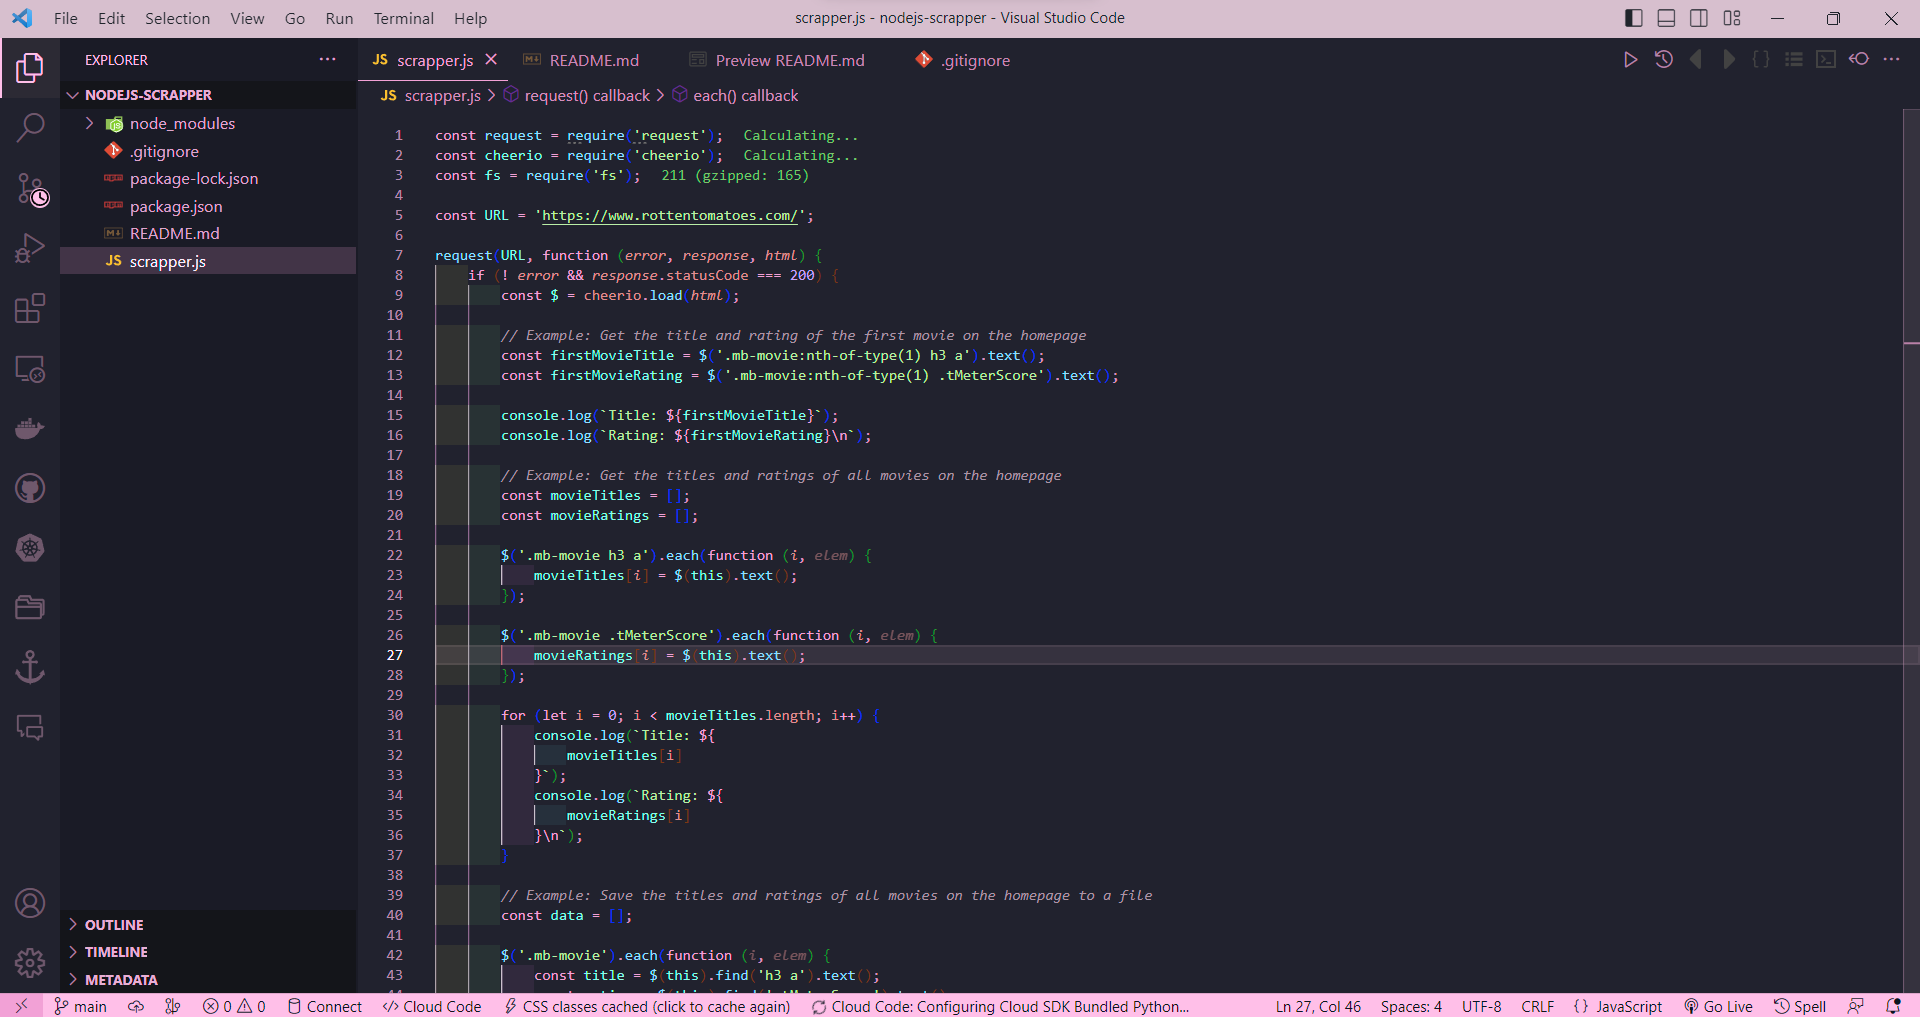 File Edit Selection View Go Run Terminal Help
scrapper.js - nodejs-scrapper - Visual Studio Code
EXPLORER
NODEJS-SCRAPPER
node_modules
.gitignore
package-lock.json
package.json
README.md
JS scrapper.js
OUTLINE
TIMELINE
METADATA
JS scrapper.js README.md Preview README.md .gitignore
JS scrapper.js > request() callback > each() callback
1 const request = require('request'); Calculating...
2 const cheerio = require('cheerio'); Calculating...
3 const fs = require('fs'); 211 (gzipped: 165)
4
5 const URL = 'https://www.rottentomatoes.com/';
6
7 request(URL, function (error, response, html) {
8 if (! error && response.statusCode === 200) {
9 const $ = cheerio.load(html);
10
11 // Example: Get the title and rating of the first movie on the homepage
12 const firstMovieTitle = $('.mb-movie:nth-of-type(1) h3 a').text();
13 const firstMovieRating = $('.mb-movie:nth-of-type(1) .tMeterScore').text();
14
15 console.log(`Title: ${firstMovieTitle}`);
16 console.log(`Rating: ${firstMovieRating}\n`);
17
18 // Example: Get the titles and ratings of all movies on the homepage
19 const movieTitles = [];
20 const movieRatings = [];
21
22 $('.mb-movie h3 a').each(function (i, elem) {
23 movieTitles[i] = $(this).text();
24 });
25
26 $('.mb-movie .tMeterScore').each(function (i, elem) {
27 movieRatings[i] = $(this).text();
28 });
29
30 for (let i = 0; i < movieTitles.length; i++) {
31 console.log(`Title: ${
32 movieTitles[i]
33 }`);
34 console.log(`Rating: ${
35 movieRatings[i]
36 }\n`);
37 }
38
39 // Example: Save the titles and ratings of all movies on the homepage to a file
40 const data = [];
41
42 $('.mb-movie').each(function (i, elem) {
43 const title = $(this).find('h3 a').text();
main 0 0 Connect Cloud Code CSS classes cached (click to cache again) Cloud Code: Configuring Cloud SDK Bundled Python... Ln 27, Col 46 Spaces: 4 UTF-8 CRLF {} JavaScript Go Live Spell